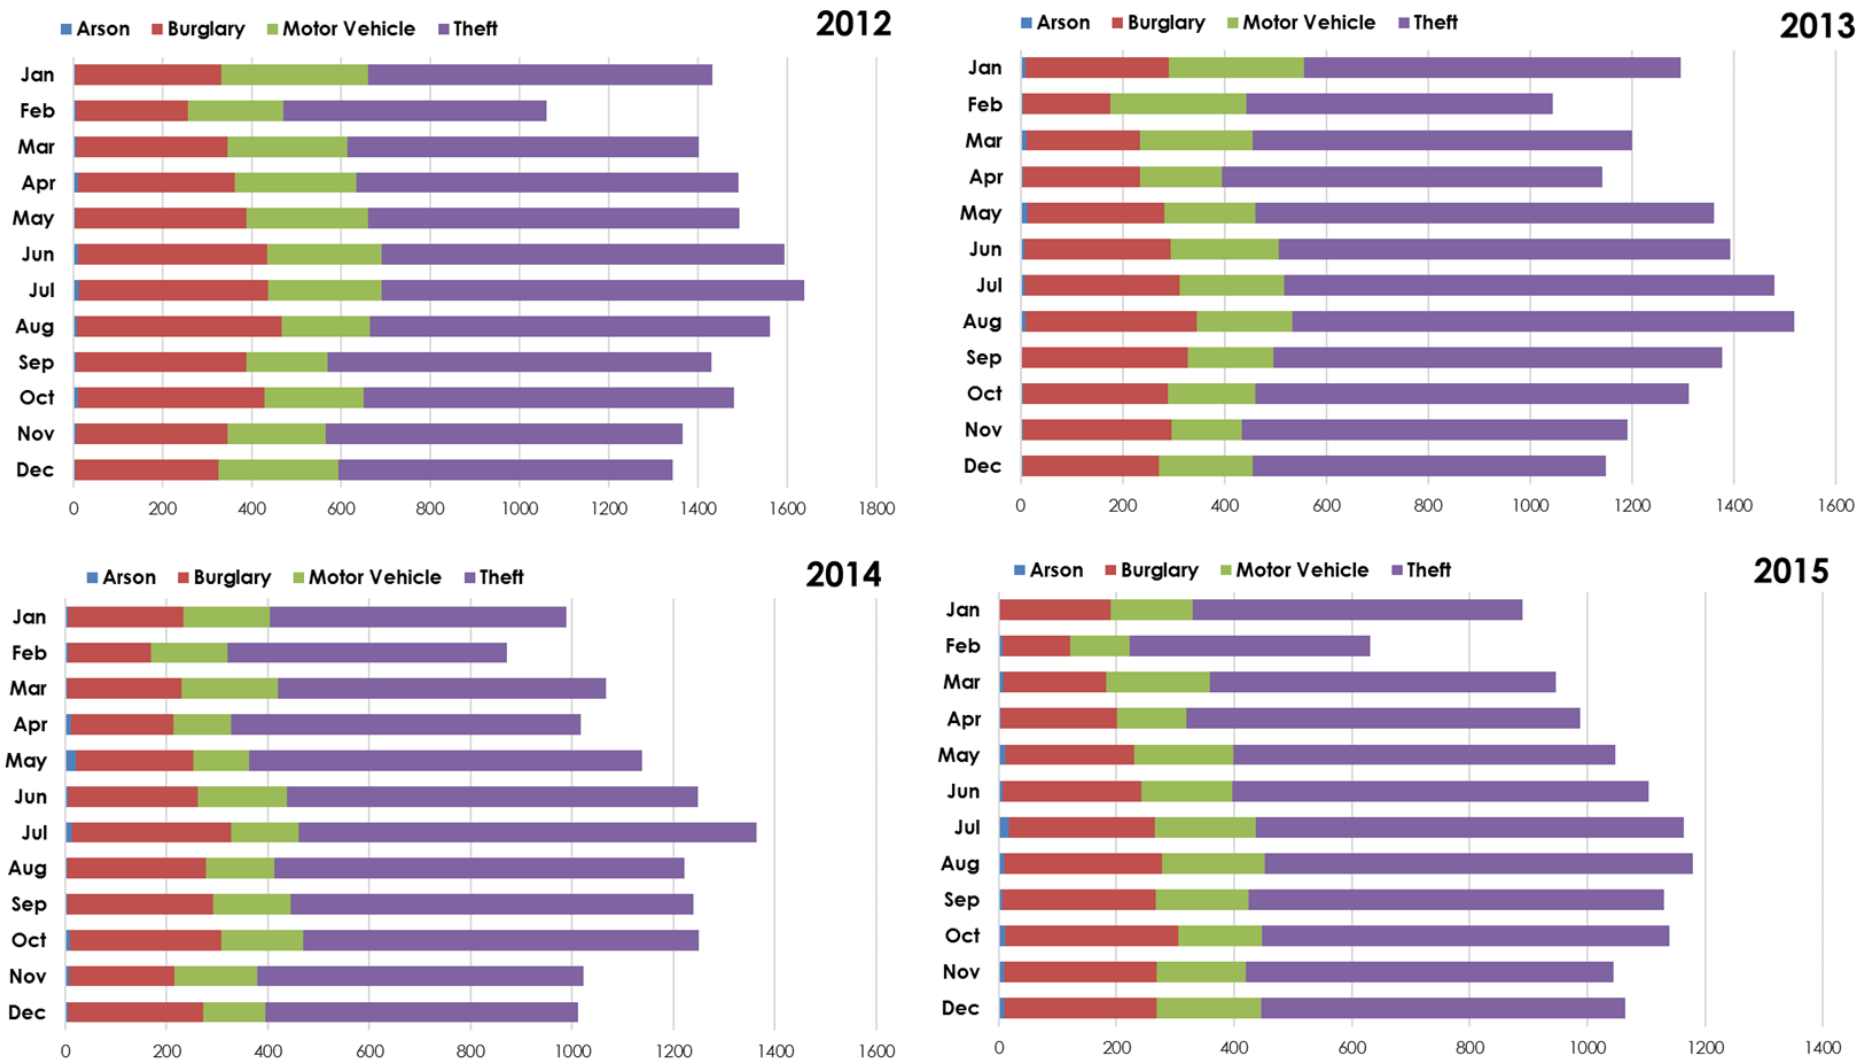 2012
Arson Burglary Motor Vehicle Theft
Jan
Feb
Mar
Apr
May
Jun
Jul
Aug
Sep
Oct
Nov
Dec
0 200 400 600 800 1000 1200 1400 1600 1800
2013
Arson Burglary Motor Vehicle Theft
Jan
Feb
Mar
Apr
May
Jun
Jul
Aug
Sep
Oct
Nov
Dec
0 200 400 600 800 1000 1200 1400 1600
2014
Arson Burglary Motor Vehicle Theft
Jan
Feb
Mar
Apr
May
Jun
Jul
Aug
Sep
Oct
Nov
Dec
0 200 400 600 800 1000 1200 1400 1600
2015
Arson Burglary Motor Vehicle Theft
Jan
Feb
Mar
Apr
May
Jun
Jul
Aug
Sep
Oct
Nov
Dec
0 200 400 600 800 1000 1200 1400